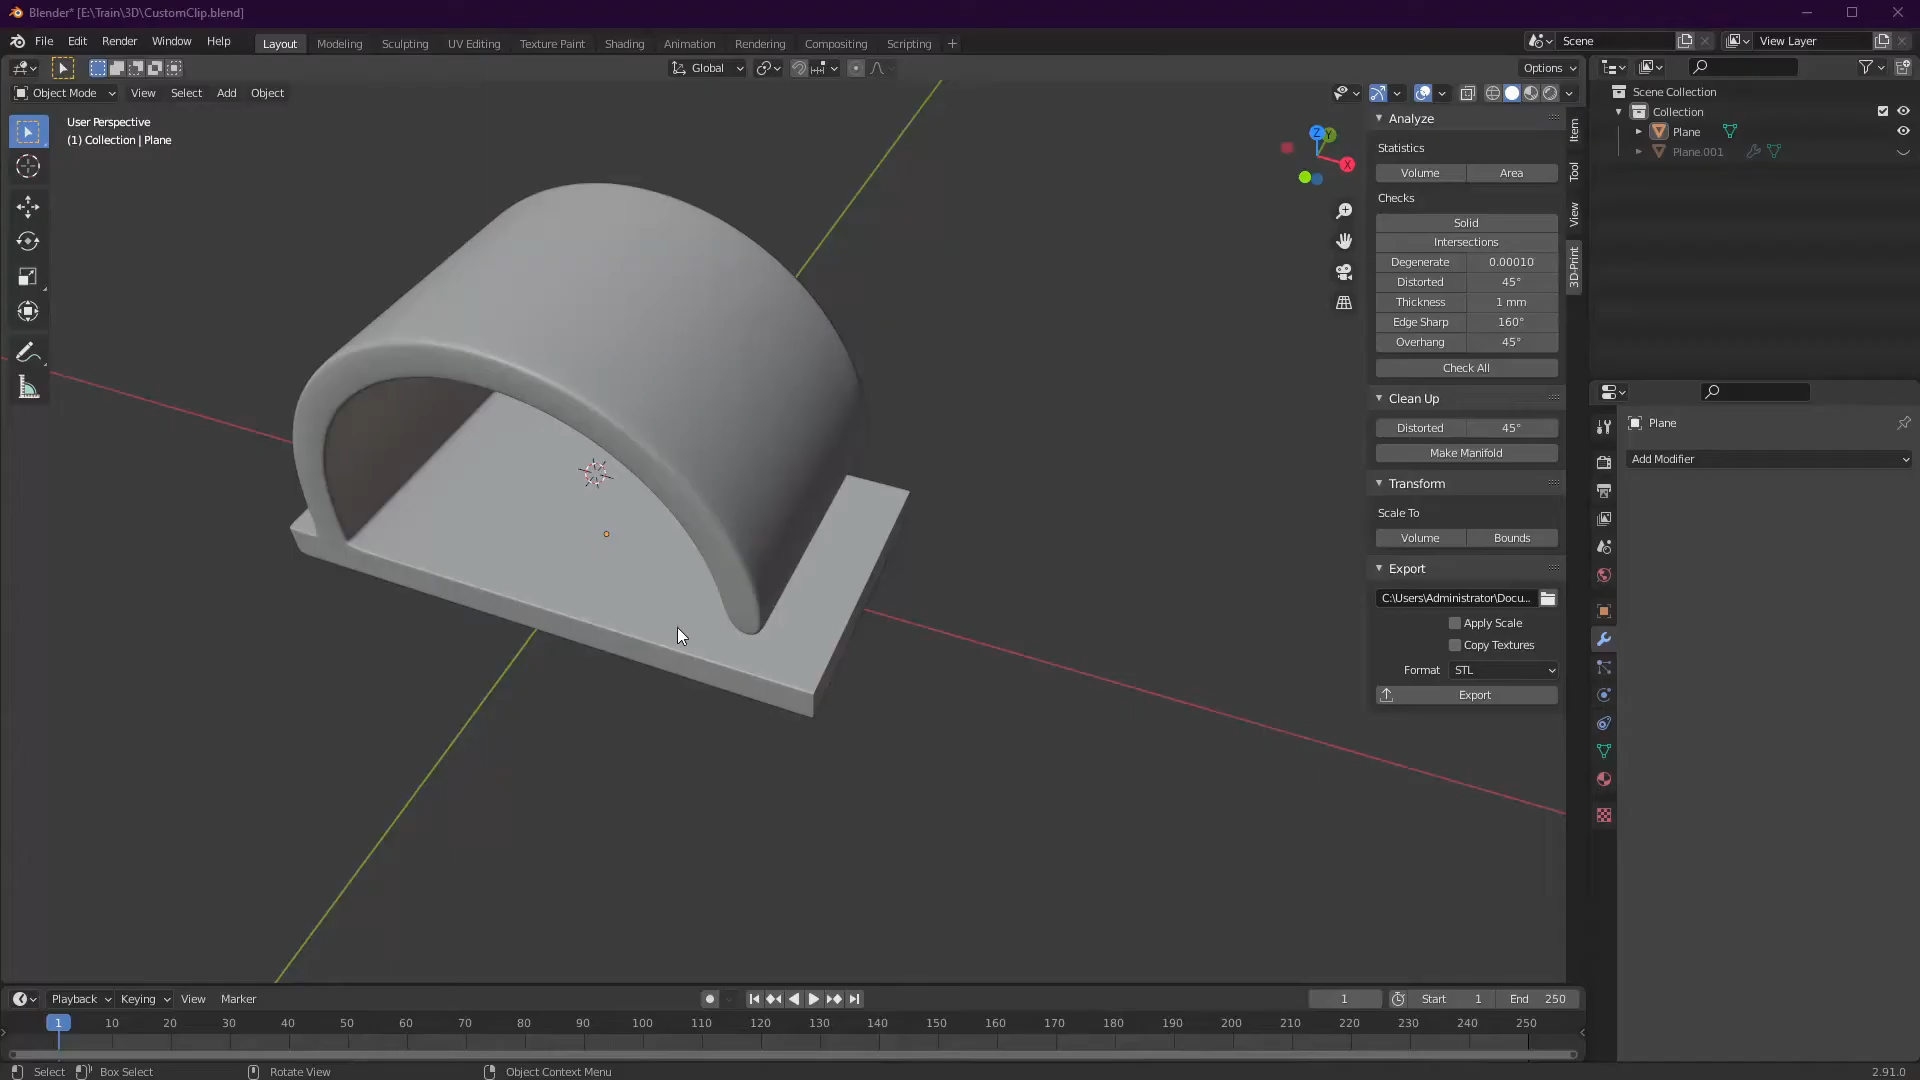 Blender* [E:\Train\3D\CustomClip.blend]
File Edit Render Window Help Layout Modeling Sculpting UV Editing Texture Paint Shading Animation Rendering Compositing Scripting + Scene View Layer
Global Options
Object Mode View Select Add Object
User Perspective
(1) Collection | Plane
Z Y X
Analyze
Statistics
Volume Area
Checks
Solid
Intersections
Degenerate 0.00010
Distorted 45°
Thickness 1 mm
Edge Sharp 160°
Overhang 45°
Check All
Clean Up
Distorted 45°
Make Manifold
Transform
Scale To
Volume Bounds
Export
C:\Users\Administrator\Docu...
Apply Scale
Copy Textures
Format STL
Export
Item
Tool
View
3D-Print
Scene Collection
Collection
Plane
Plane.001
Plane
Add Modifier
Playback Keying View Marker 1 Start 1 End 250
1 10 20 30 40 50 60 70 80 90 100 110 120 130 140 150 160 170 180 190 200 210 220 230 240 250
Select Box Select Rotate View Object Context Menu 2.91.0